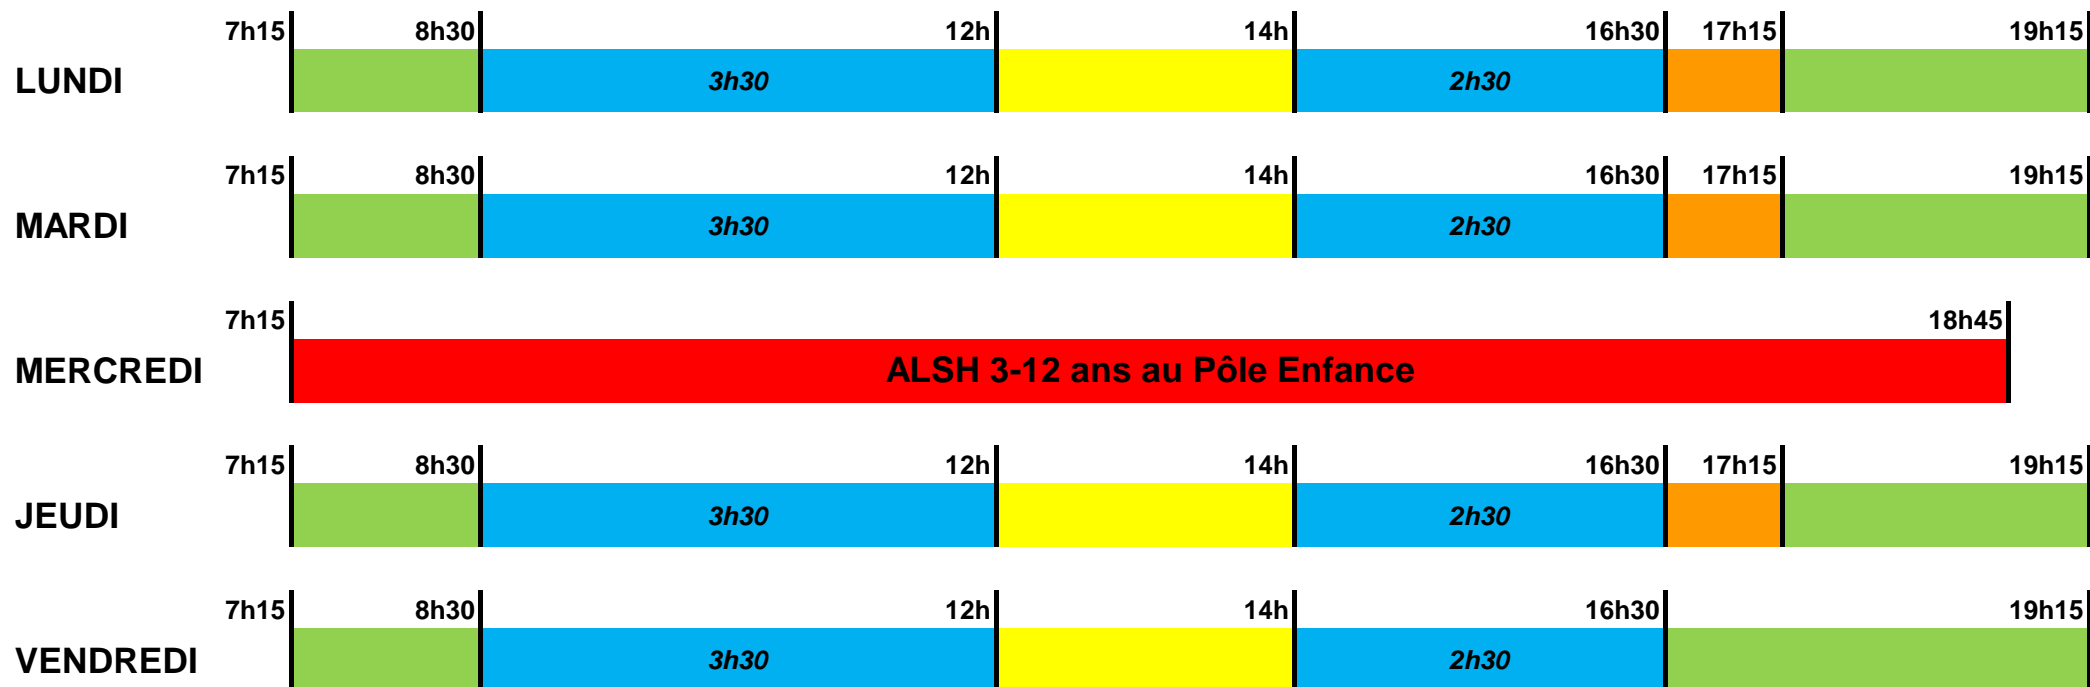 7h15 8h30 12h 14h 16h30 17h15 19h15
LUNDI 3h30 2h30
7h15 8h30 12h 14h 16h30 17h15 19h15
MARDI 3h30 2h30
7h15 18h45
MERCREDI ALSH 3-12 ans au Pôle Enfance
7h15 8h30 12h 14h 16h30 17h15 19h15
JEUDI 3h30 2h30
7h15 8h30 12h 14h 16h30 19h15
VENDREDI 3h30 2h30